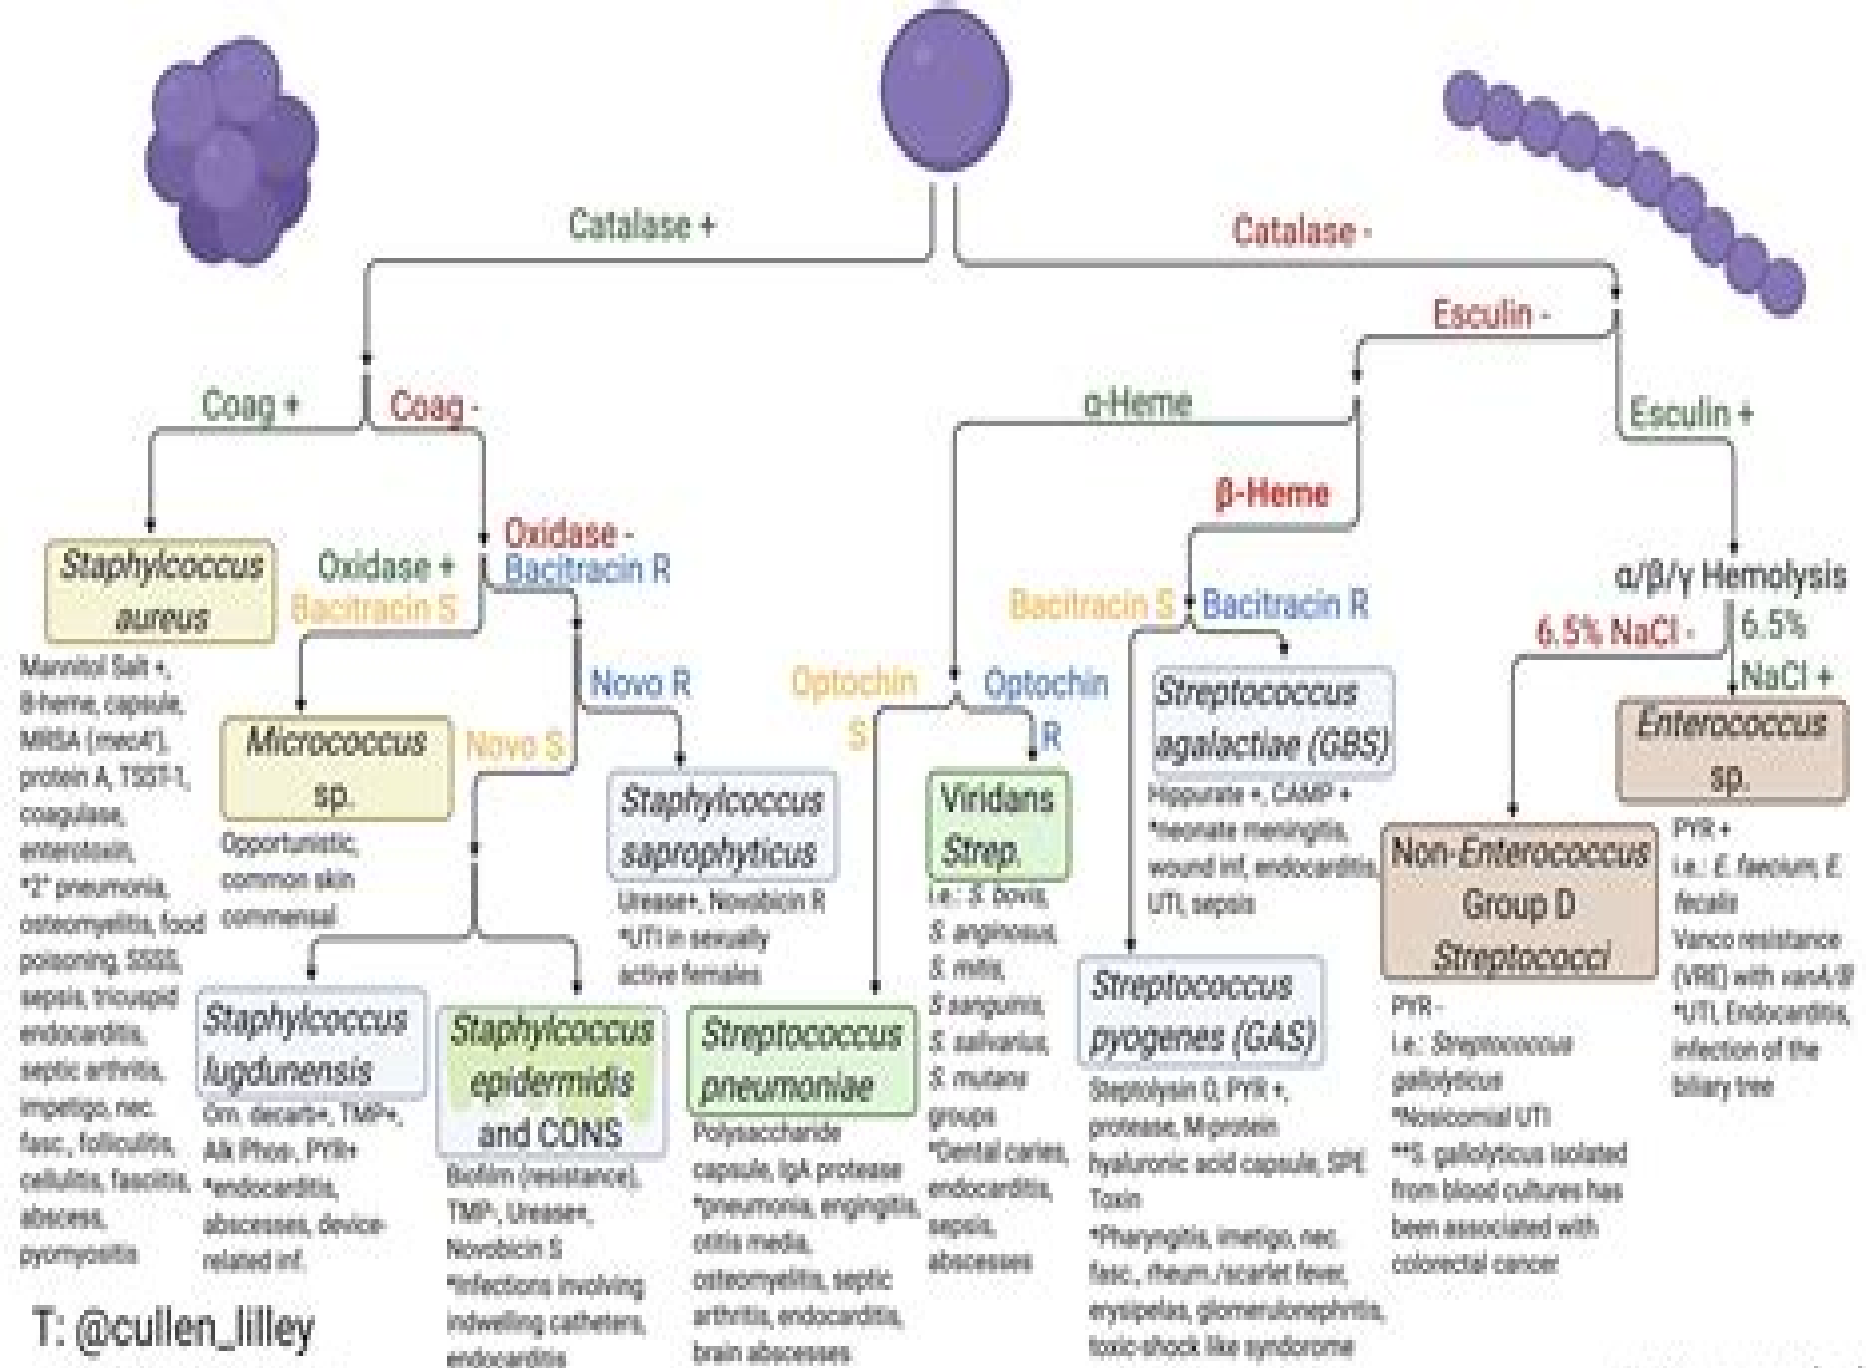 Catalase +
Catalase -
Esculin -
Esculin +
Coag +
Coag -
α-Heme
β-Heme
Oxidase +
Bacitracin S
Oxidase -
Bacitracin R
Novo S
Novo R
Optochin
S
Optochin
R
Bacitracin S
Bacitracin R
α/β/γ Hemolysis
6.5% NaCl -
6.5%
NaCl +
Staphylcoccus
aureus
Mannitol Salt +,
B-heme, capsule,
MRSA (mecA+),
protein A, TSST-1,
coagulase,
enterotoxin,
*2° pneumonia,
osteomyelitis, food
poisoning, SSSS,
sepsis, tricuspid
endocarditis,
septic arthritis,
impetigo, nec.
fasc., folliculitis,
cellulitis, fasciitis,
abscess,
pyomyositis
Micrococcus
sp.
Opportunistic,
common skin
commensal
Staphylcoccus
lugdunensis
Orn. decarb+, TMP+,
Alk Phos-, PYR+
*endocarditis,
abscesses, device-
related inf.
Staphylcoccus
epidermidis
and CONS
Biofilm (resistance),
TMP-, Urease+,
Novobicin S
*Infections involving
indwelling catheters,
endocarditis
Staphylcoccus
saprophyticus
Urease+, Novobicin R
*UTI in sexually
active females
Streptococcus
pneumoniae
Polysaccharide
capsule, IgA protease
*pneumonia, engingitis,
otitis media,
osteomyelitis, septic
arthritis, endocarditis,
brain abscesses
Viridans
Strep.
i.e.: S. bovis,
S. anginosus,
S. mitis,
S sanguinis,
S. salivarius,
S. mutans
groups
*Dental caries,
endocarditis,
sepsis,
abscesses
Streptococcus
pyogenes (GAS)
Steptolysin O, PYR +,
protease, M-protein
hyaluronic acid capsule, SPE
Toxin
*Pharyngitis, imetigo, nec.
fasc., rheum./scarlet fever,
erysipelas, glomerulonephritis,
toxic-shock like syndorome
Streptococcus
agalactiae (GBS)
Hippurate +, CAMP +
*neonate meningitis,
wound inf, endocarditis,
UTI, sepsis
Non-Enterococcus
Group D
Streptococci
PYR -
i.e.: Streptococcus
gallolyticus
*Nosicomial UTI
**S. gallolyticus isolated
from blood cultures has
been associated with
colorectal cancer
Enterococcus
sp.
PYR +
i.e.: E. faecium, E.
fecalis
Vanco resistance
(VRE) with vanA/B
*UTI, Endocarditis,
infection of the
biliary tree
T: @cullen_lilley